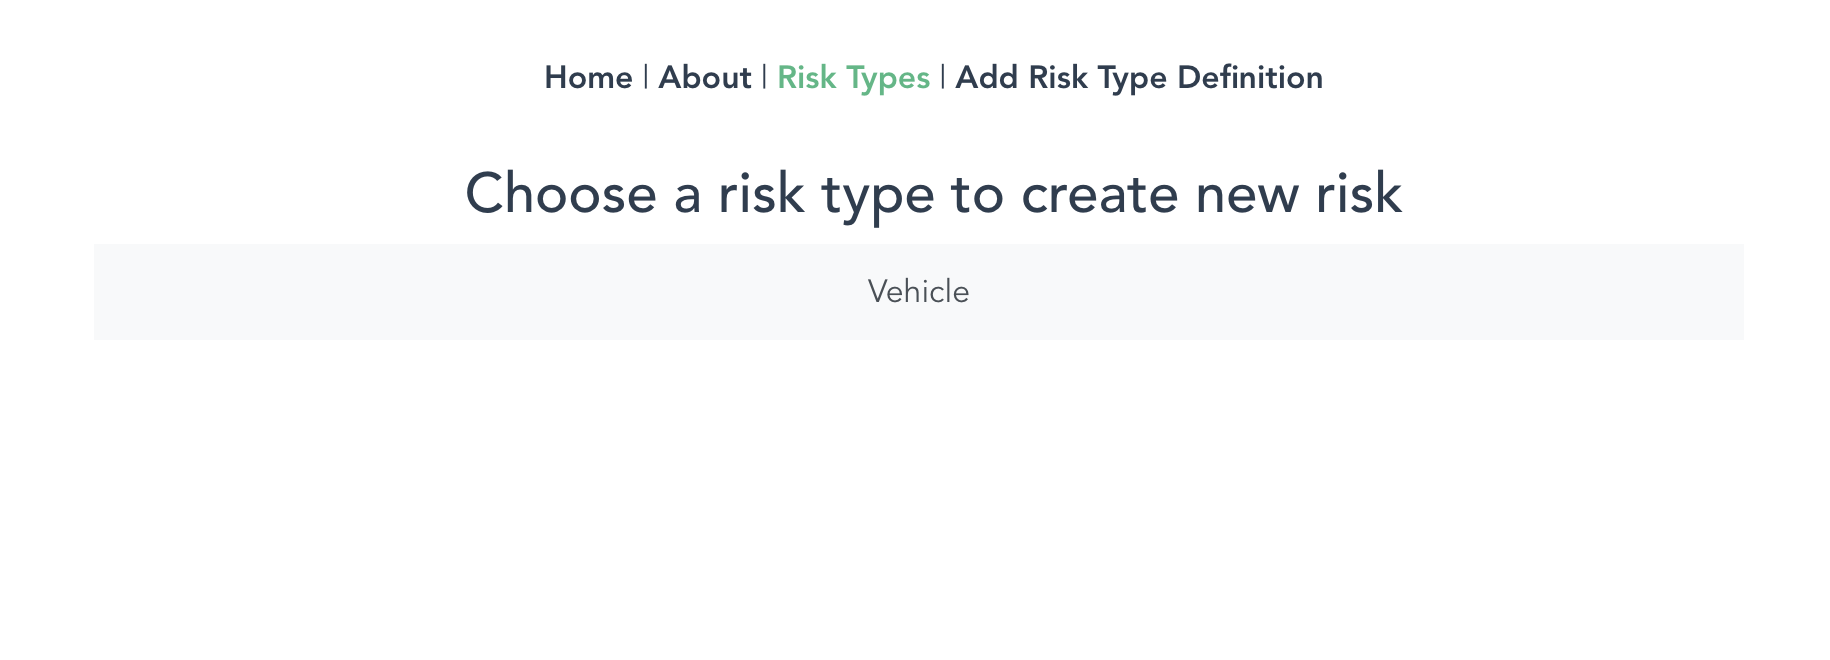 Home | About | Risk Types | Add Risk Type Definition
Choose a risk type to create new risk
Vehicle